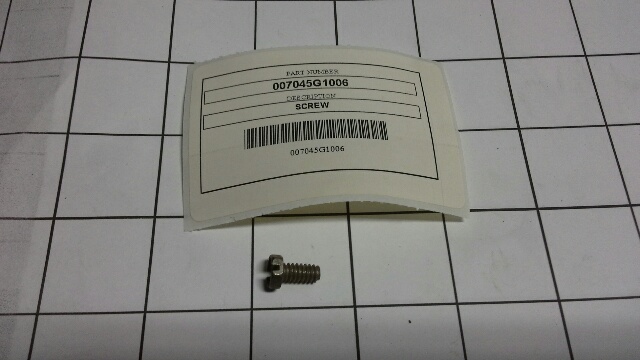 PART NUMBER
007045G1006
DESCRIPTION
SCREW
007045G1006